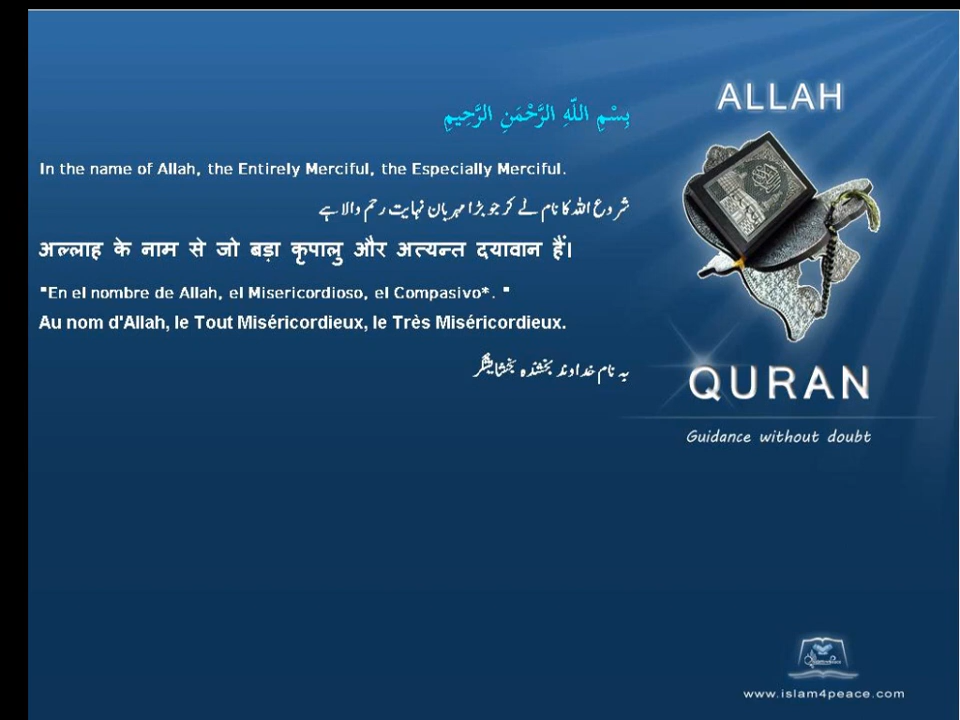 بِسْمِ اللّهِ الرَّحْمَنِ الرَّحِيمِ
In the name of Allah, the Entirely Merciful, the Especially Merciful.
شروع الله کا نام لے کر جو بڑا مہربان نہایت رحم والا ہے
अल्लाह के नाम से जो बड़ा कृपालु और अत्यन्त दयावान हैं।
"En el nombre de Allah, el Misericordioso, el Compasivo*. "
Au nom d'Allah, le Tout Miséricordieux, le Très Miséricordieux.
به نام خداوند بخشنده بخشایشگر
ALLAH
QURAN
Guidance without doubt
www.islam4peace.com